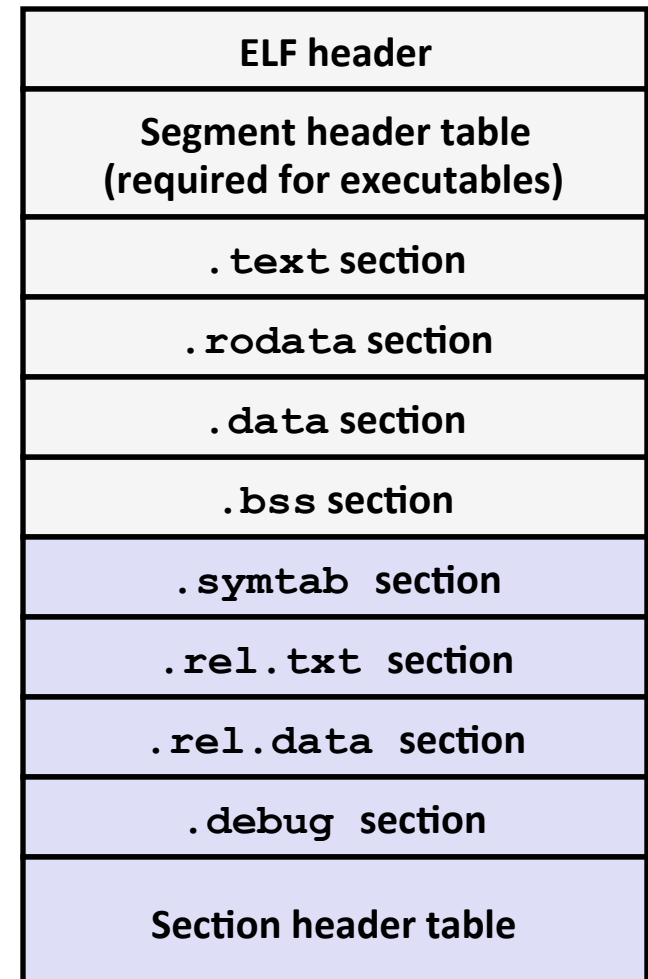 ELF header
Segment header table
(required for executables)
.text section
.rodata section
.data section
.bss section
.symtab section
.rel.txt section
.rel.data section
.debug section
Section header table